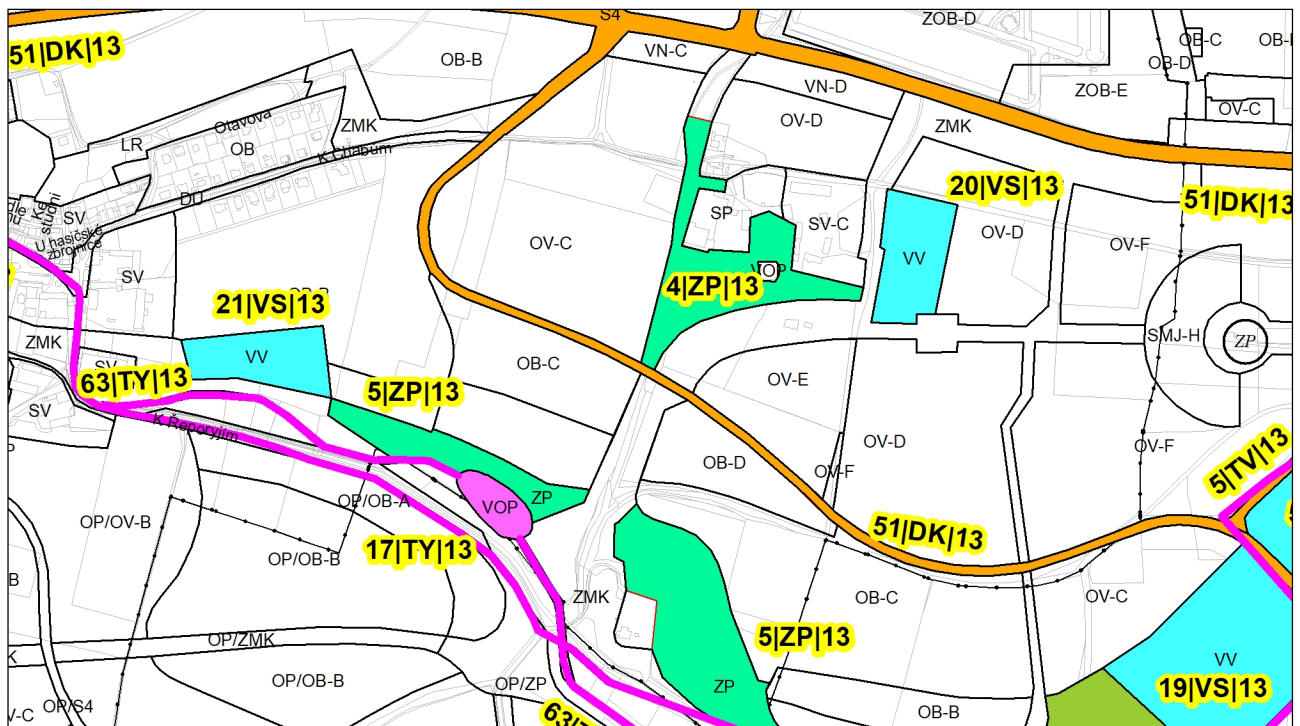 S4
51|DK|13
OB-B
VN-C
ZOB-D
OB-C
OB-D
VN-D
ZOB-E
OV-C
Otavova
ZMK
LR
OB
K Chabům
OV-D
ZMK
DU
Ke studni
SV
U hasičské zbrojnice
SP
SV-C
20|VS|13
51|DK|13
SV
OV-C
OV-D
OV-F
VV
VOP
4|ZP|13
21|VS|13
ZMK
VV
SV
63|TY|13
SMJ-H
ZP
OB-C
OV-E
5|ZP|13
SV
K Řeporyjím
OV-D
OV-F
OB-D
OV-F
5|TV|13
VOP
ZP
OP/OB-A
OP/OV-B
17|TY|13
51|DK|13
OP/OB-B
ZMK
OB-C
OV-C
OP/ZMK
5|ZP|13
OP/OB-B
OP/ZP
ZP
VV
19|VS|13
OP/S4
OB-B